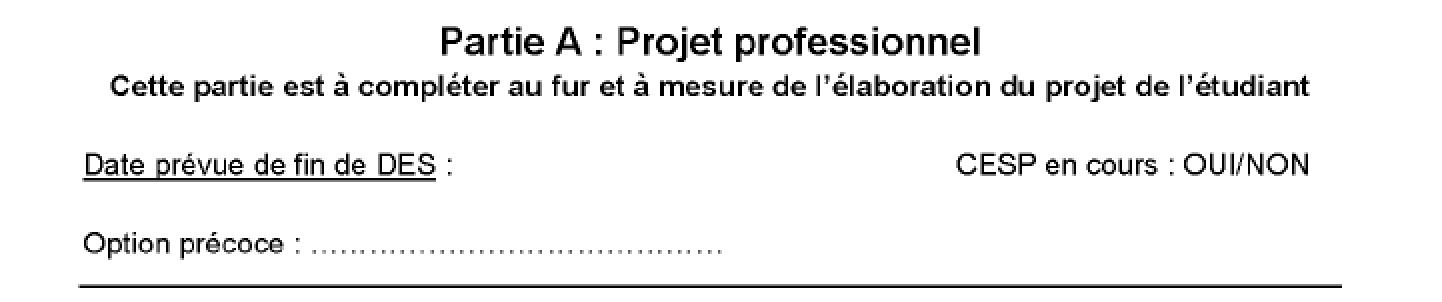 Partie A : Projet professionnel
Cette partie est à compléter au fur et à mesure de l’élaboration du projet de l’étudiant
Date prévue de fin de DES : CESP en cours : OUI/NON
Option précoce : ………………………………….